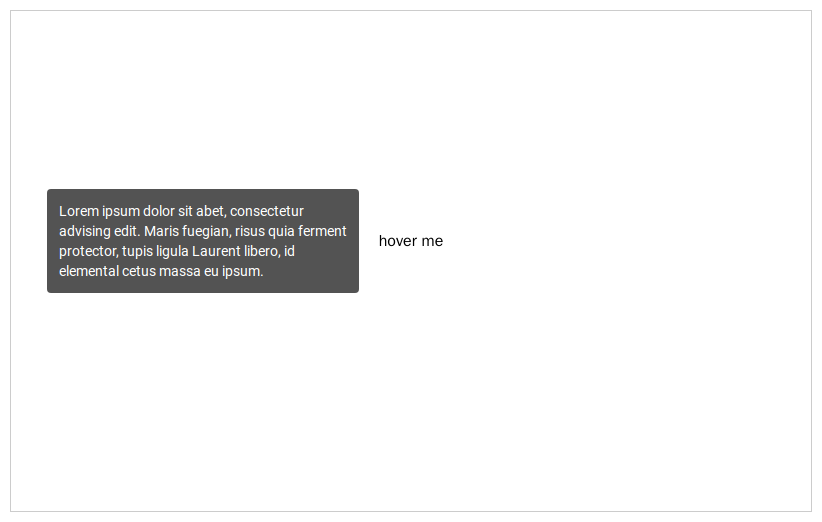 Lorem ipsum dolor sit abet, consectetur
advising edit. Maris fuegian, risus quia ferment
protector, tupis ligula Laurent libero, id
elemental cetus massa eu ipsum.
hover me